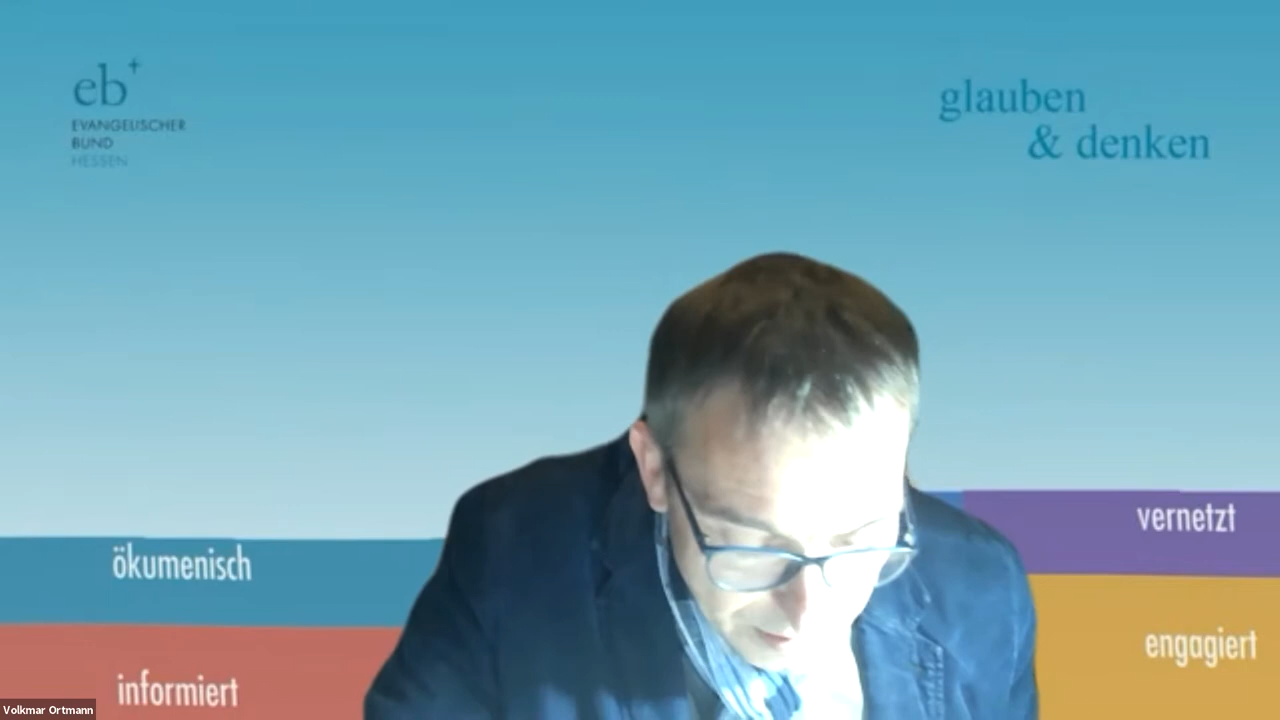 eb+
EVANGELISCHER
BUND
HESSEN
glauben
& denken
vernetzt
ökumenisch
engagiert
informiert
Volkmar Ortmann